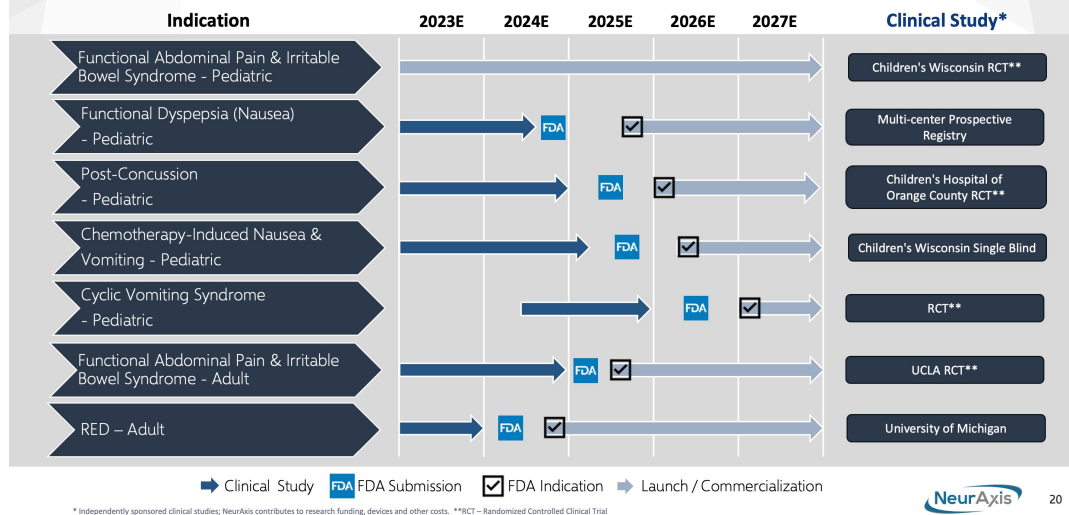 Indication 2023E 2024E 2025E 2026E 2027E Clinical Study*
Functional Abdominal Pain & Irritable
Bowel Syndrome - Pediatric
Children's Wisconsin RCT**
Functional Dyspepsia (Nausea)
- Pediatric
FDA
Multi-center Prospective
Registry
Post-Concussion
- Pediatric
FDA
Children's Hospital of
Orange County RCT**
Chemotherapy-Induced Nausea &
Vomiting - Pediatric
FDA
Children's Wisconsin Single Blind
Cyclic Vomiting Syndrome
- Pediatric
FDA
RCT**
Functional Abdominal Pain & Irritable
Bowel Syndrome - Adult
FDA
UCLA RCT**
RED – Adult
FDA
University of Michigan
Clinical Study FDA FDA Submission FDA Indication Launch / Commercialization
NeurAxis
20
* Independently sponsored clinical studies; NeurAxis contributes to research funding, devices and other costs. **RCT – Randomized Controlled Clinical Trial